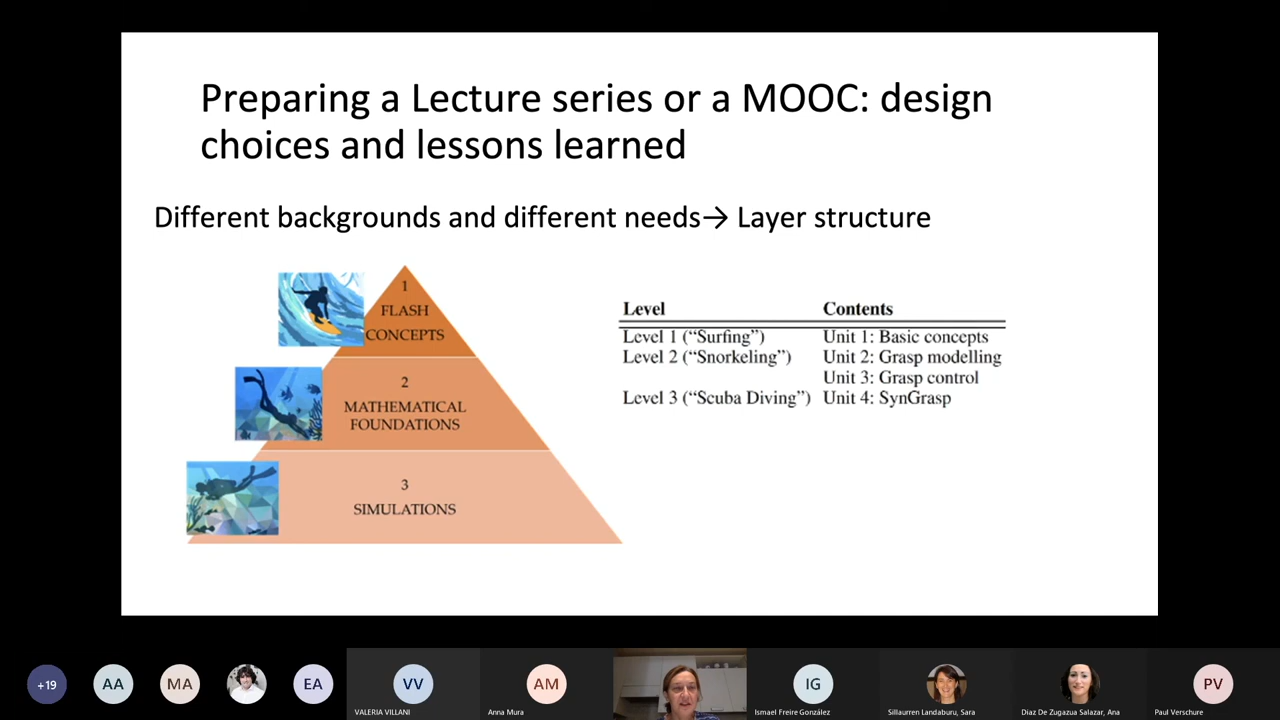 Preparing a Lecture series or a MOOC: design
choices and lessons learned
Different backgrounds and different needs→ Layer structure
1
FLASH
CONCEPTS
2
MATHEMATICAL
FOUNDATIONS
3
SIMULATIONS
Level Contents
Level 1 (“Surfing”) Unit 1: Basic concepts
Level 2 (“Snorkeling”) Unit 2: Grasp modelling
Unit 3: Grasp control
Level 3 (“Scuba Diving”) Unit 4: SynGrasp
+19 AA MA EA VV AM IG PV
VALERIA VILLANI Anna Mura Ismael Freire González Sillaurren Landaburu, Sara Diaz De Zugazua Salazar, Ana Paul Verschure